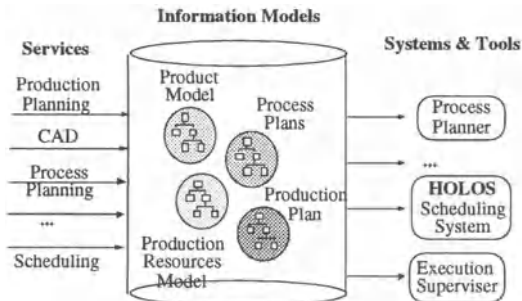 Information Models
Services
Systems & Tools
Production
Planning
CAD
Process
Planning
...
Scheduling
Product
Model
Process
Plans
Production
Plan
Production
Resources
Model
Process
Planner
...
HOLOS
Scheduling
System
Execution
Superviser